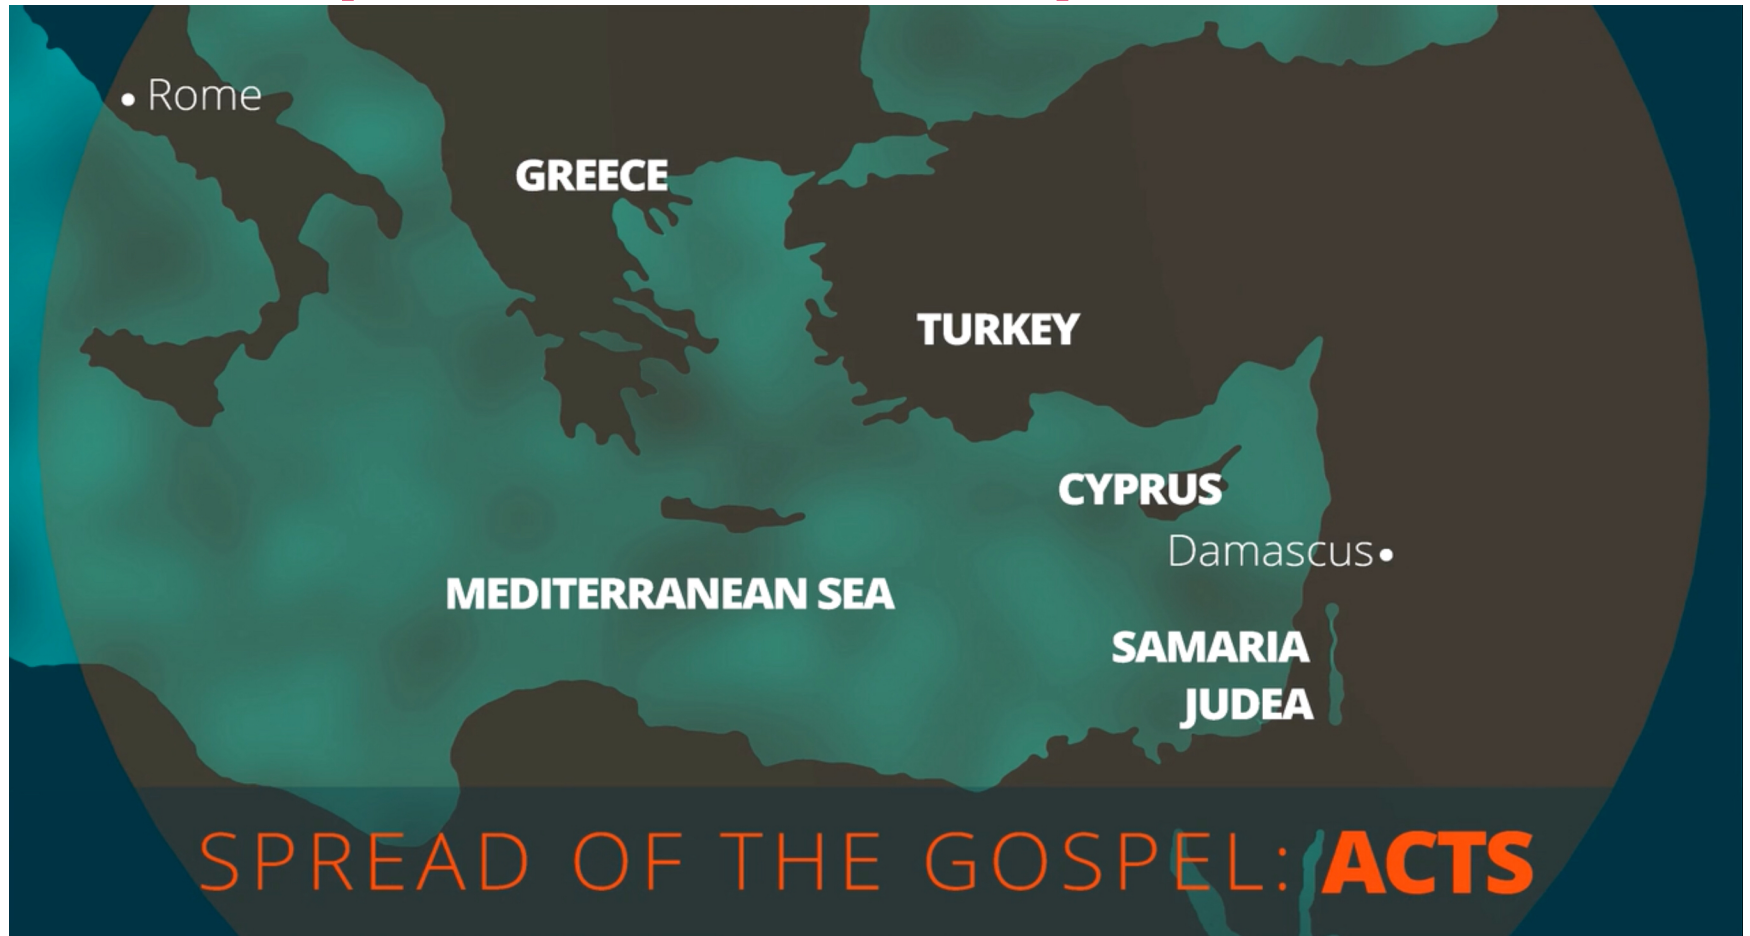 Rome
GREECE
TURKEY
CYPRUS
Damascus
MEDITERRANEAN SEA
SAMARIA
JUDEA
SPREAD OF THE GOSPEL: ACTS